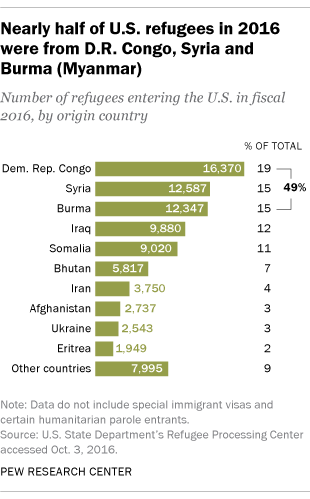 Nearly half of U.S. refugees in 2016
were from D.R. Congo, Syria and
Burma (Myanmar)
Number of refugees entering the U.S. in fiscal
2016, by origin country
% OF TOTAL
Dem. Rep. Congo 16,370 19
Syria 12,587 15 49%
Burma 12,347 15
Iraq 9,880 12
Somalia 9,020 11
Bhutan 5,817 7
Iran 3,750 4
Afghanistan 2,737 3
Ukraine 2,543 3
Eritrea 1,949 2
Other countries 7,995 9
Note: Data do not include special immigrant visas and
certain humanitarian parole entrants.
Source: U.S. State Department's Refugee Processing Center
accessed Oct. 3, 2016.
PEW RESEARCH CENTER